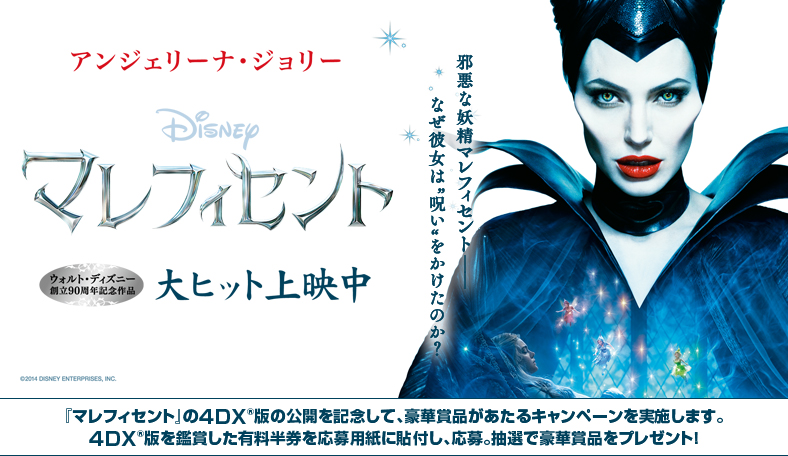 アンジェリーナ・ジョリー
Disney
マレフィセント
ウォルト・ディズニー
創立90周年記念作品
大ヒット上映中
邪悪な妖精マレフィセント――
なぜ彼女は”呪い“をかけたのか?
©2014 DISNEY ENTERPRISES, INC.
『マレフィセント』の4DX®版の公開を記念して、豪華賞品があたるキャンペーンを実施します。
4DX®版を鑑賞した有料半券を応募用紙に貼付し、応募。抽選で豪華賞品をプレゼント!